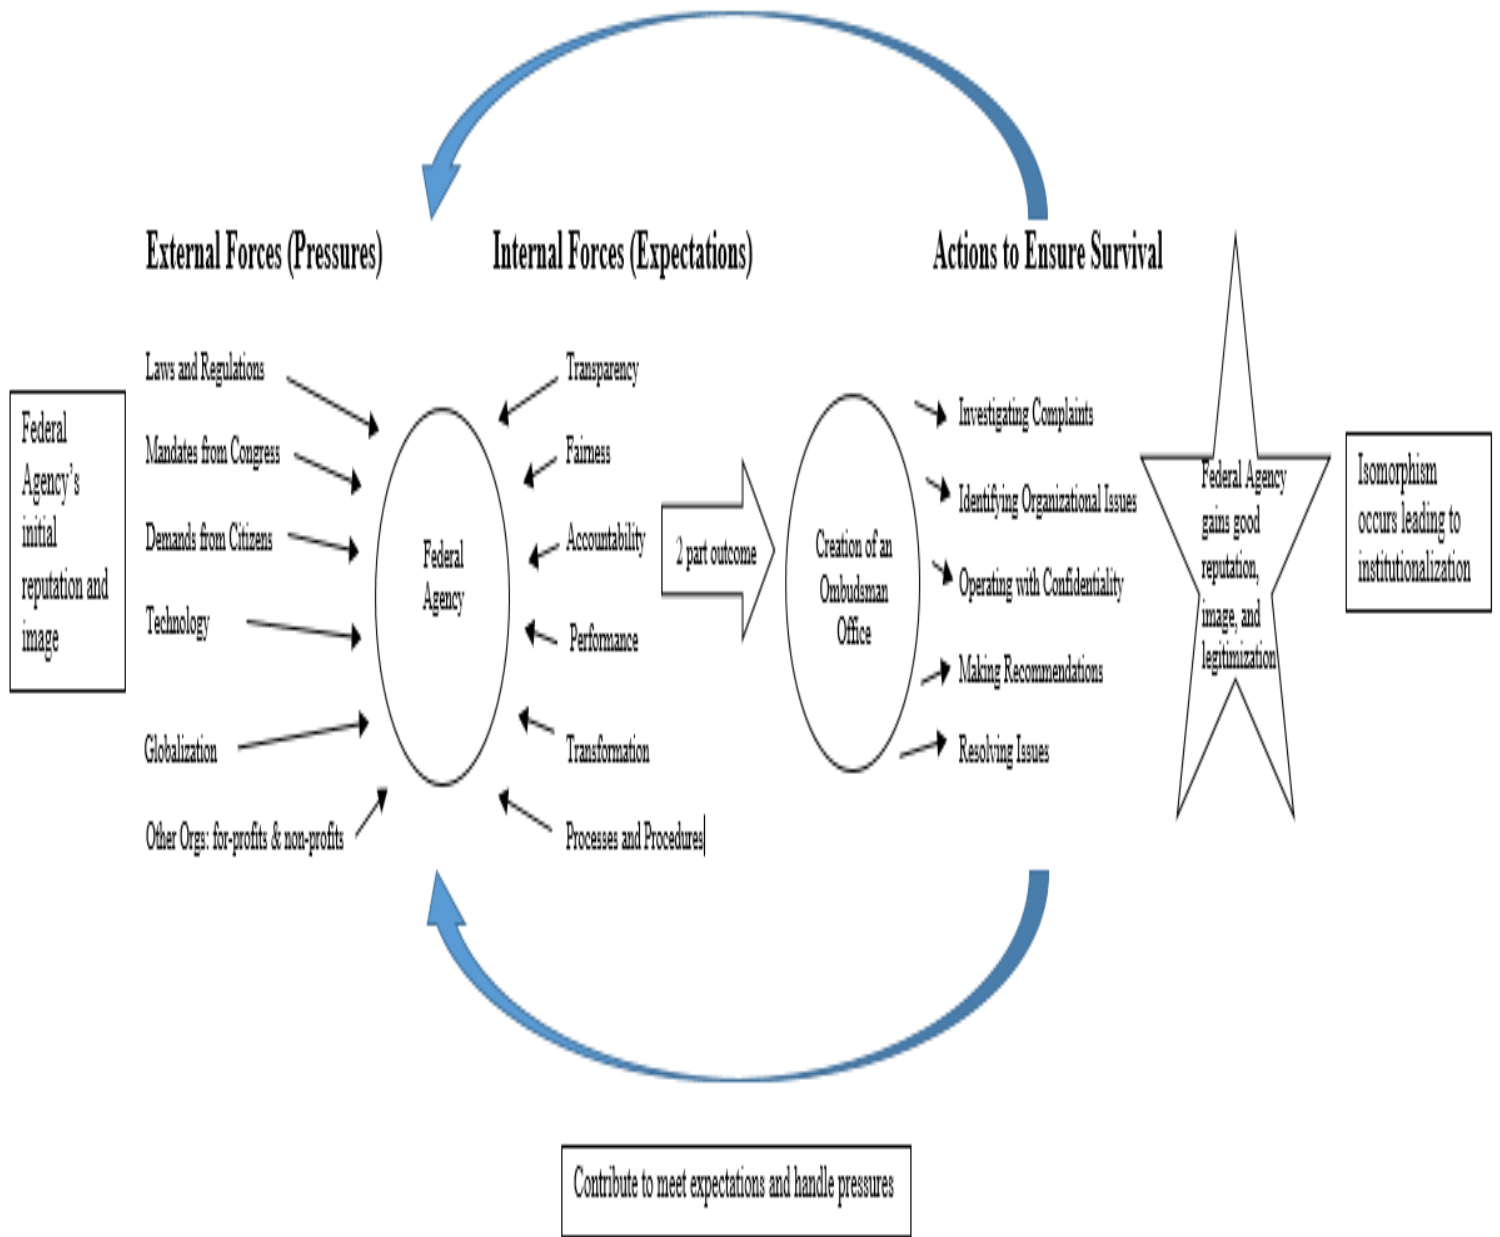 External Forces (Pressures)
Internal Forces (Expectations)
Actions to Ensure Survival
Federal
Agency’s
initial
reputation and
image
Laws and Regulations
Mandates from Congress
Demands from Citizens
Technology
Globalization
Other Orgs: for-profits & non-profits
Federal
Agency
Transparency
Fairness
Accountability
Performance
Transformation
Processes and Procedures
2 part outcome
Creation of an
Ombudsman
Office
Investigating Complaints
Identifying Organizational Issues
Operating with Confidentiality
Making Recommendations
Resolving Issues
Federal Agency
gains good
reputation,
image, and
legitimization
Isomorphism
occurs leading to
institutionalization
Contribute to meet expectations and handle pressures